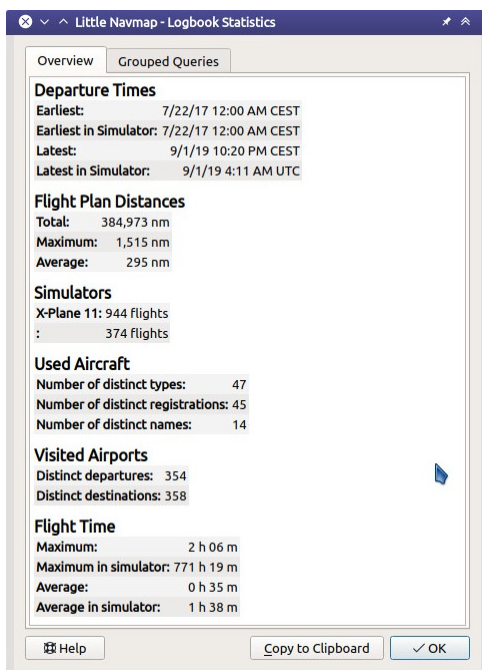 Little Navmap - Logbook Statistics
Overview Grouped Queries
Departure Times
Earliest: 7/22/17 12:00 AM CEST
Earliest in Simulator: 7/22/17 12:00 AM CEST
Latest: 9/1/19 10:20 PM CEST
Latest in Simulator: 9/1/19 4:11 AM UTC
Flight Plan Distances
Total: 384,973 nm
Maximum: 1,515 nm
Average: 295 nm
Simulators
X-Plane 11: 944 flights
: 374 flights
Used Aircraft
Number of distinct types: 47
Number of distinct registrations: 45
Number of distinct names: 14
Visited Airports
Distinct departures: 354
Distinct destinations: 358
Flight Time
Maximum: 2 h 06 m
Maximum in simulator: 771 h 19 m
Average: 0 h 35 m
Average in simulator: 1 h 38 m
Help Copy to Clipboard OK